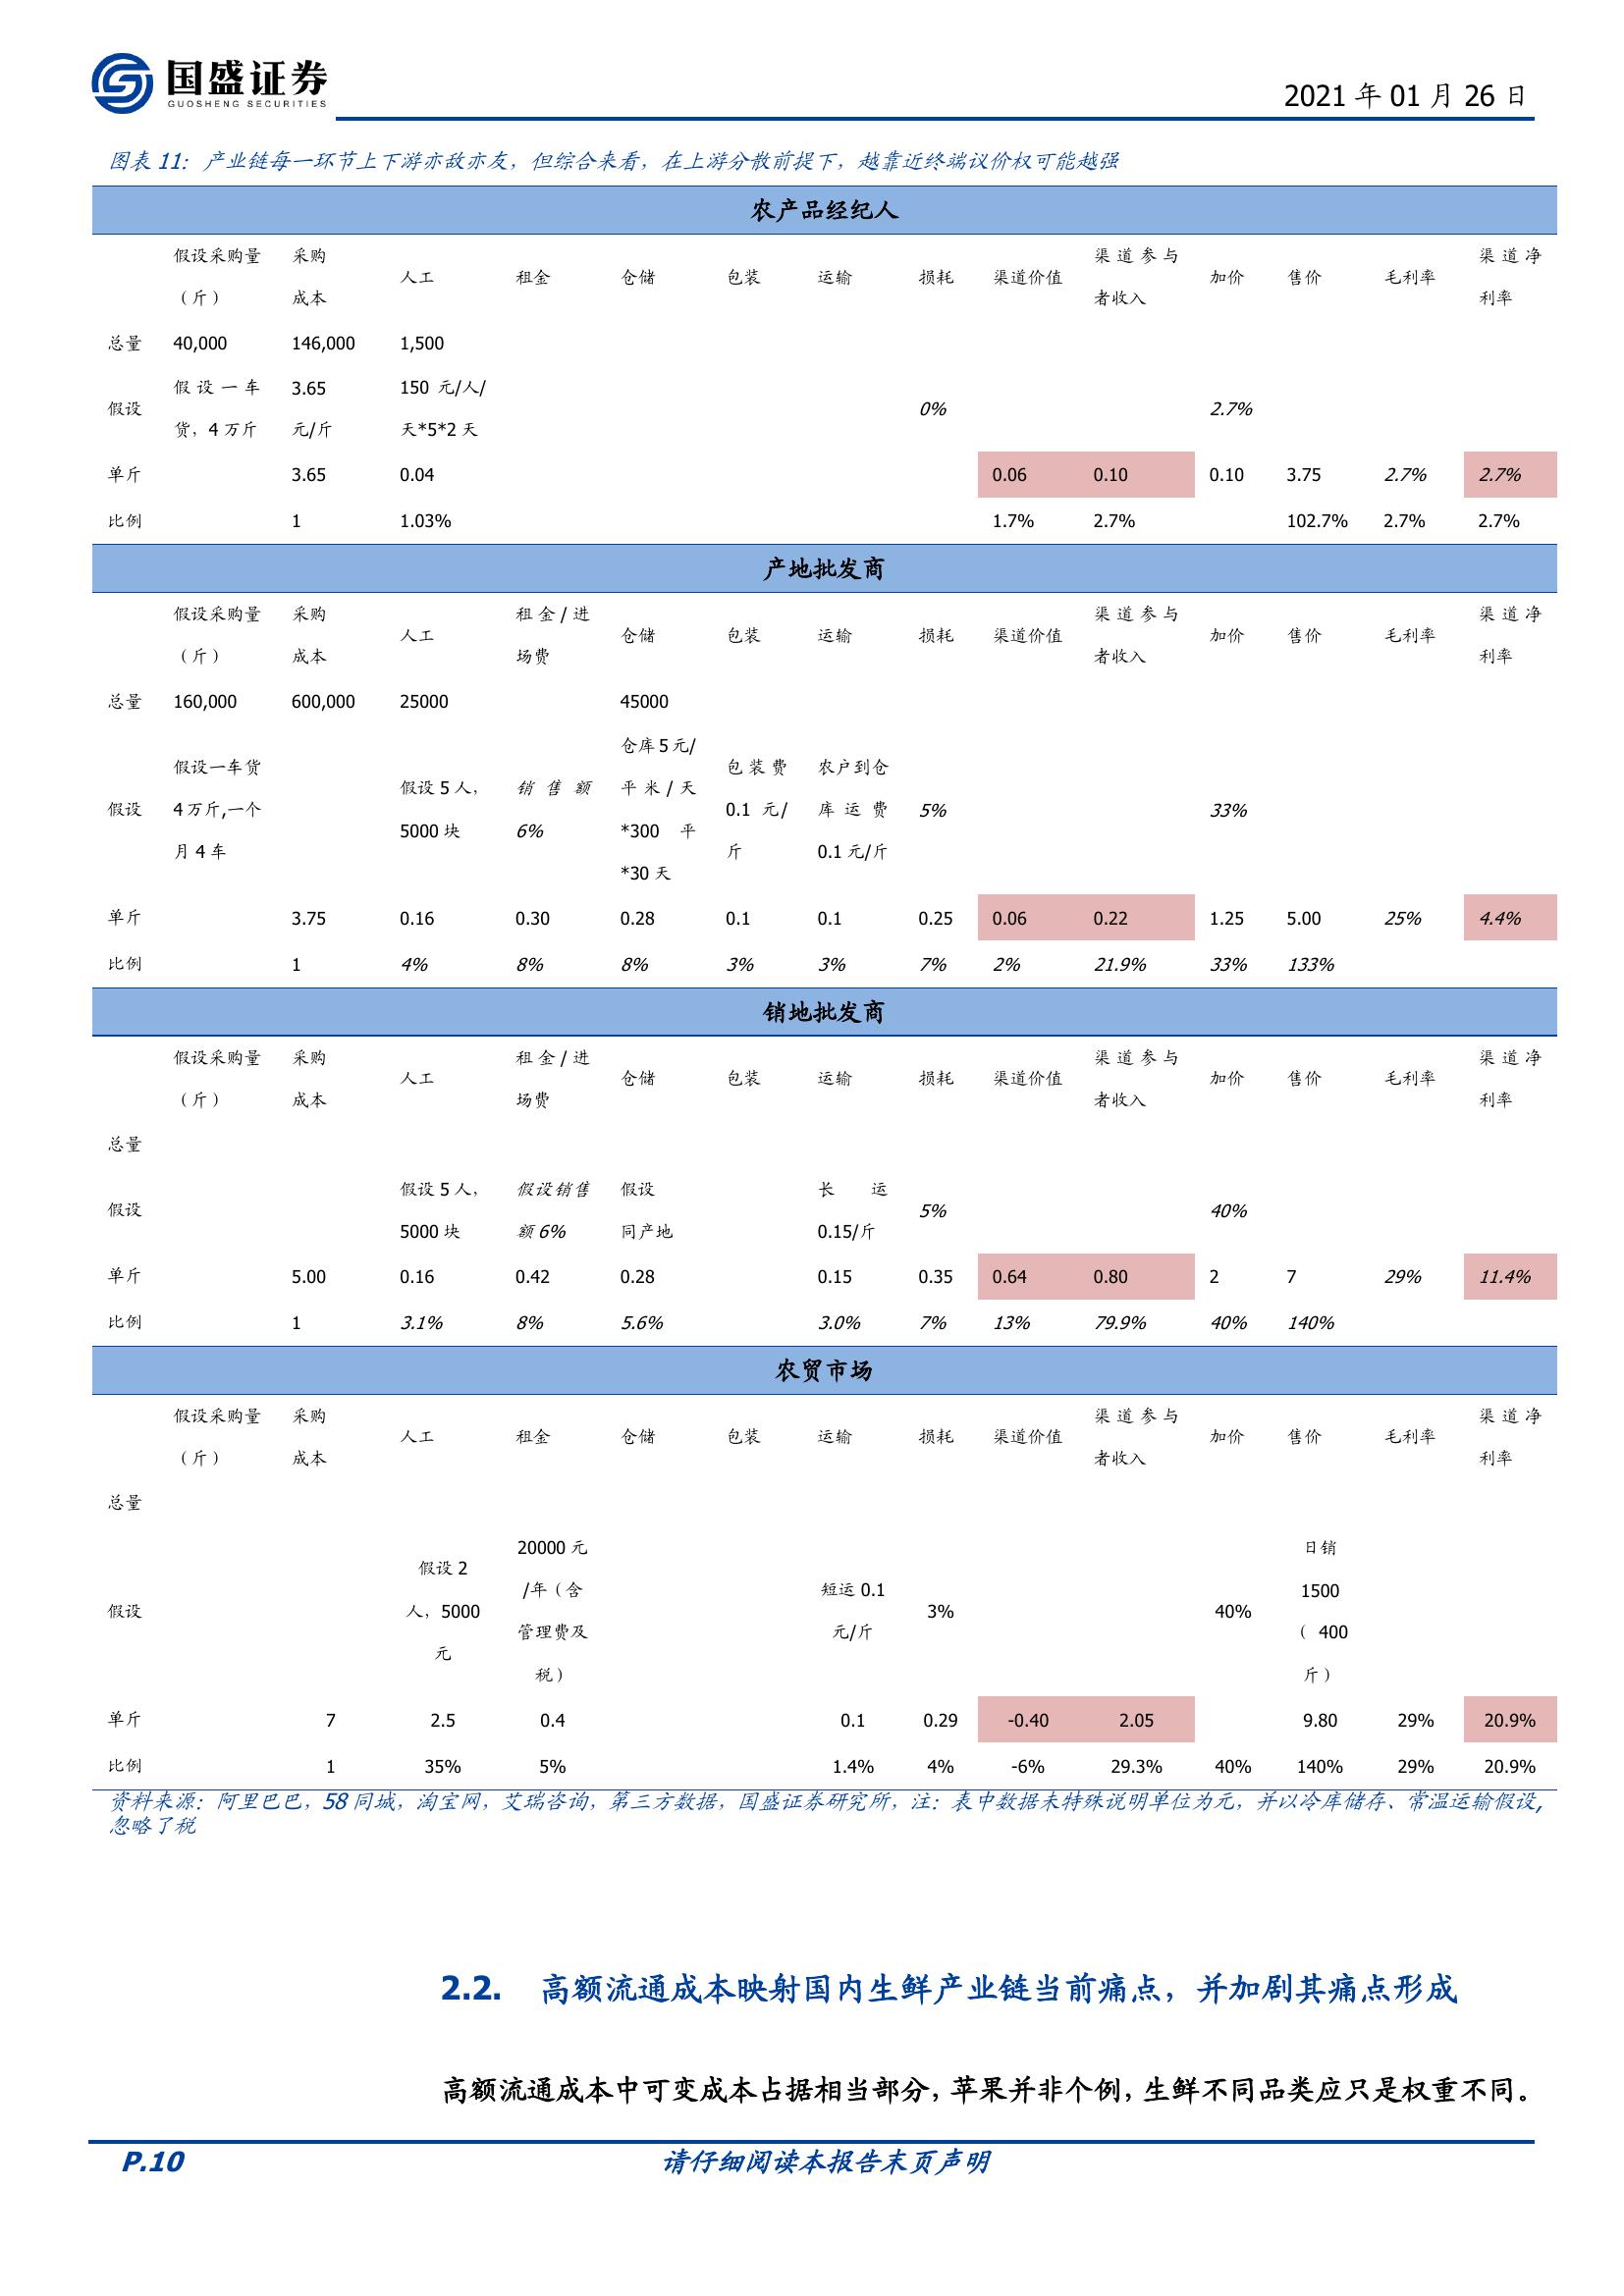 国盛证券
GUOSHENG SECURITIES
2021 年 01 月 26 日
图表 11：产业链每一环节上下游亦敌亦友，但综合来看，在上游分散前提下，越靠近终端议价权可能越强
农产品经纪人
假设采购量（斤） 采购成本 人工 租金 仓储 包装 运输 损耗 渠道价值 渠道参与者收入 加价 售价 毛利率 渠道净利率
总量 40,000 146,000 1,500
假设 假设一车货，4 万斤 3.65 元/斤 150 元/人/天*5*2 天 0% 2.7%
单斤 3.65 0.04 0.06 0.10 0.10 3.75 2.7% 2.7%
比例 1 1.03% 1.7% 2.7% 102.7% 2.7% 2.7%
产地批发商
假设采购量（斤） 采购成本 人工 租金/进场费 仓储 包装 运输 损耗 渠道价值 渠道参与者收入 加价 售价 毛利率 渠道净利率
总量 160,000 600,000 25000 45000
假设 假设一车货 4 万斤,一个月 4 车 假设 5 人，5000 块 销售额 6% 仓库 5 元/平米/天*300 平*30 天 包装费 0.1 元/斤 农户到仓库运费 0.1 元/斤 5% 33%
单斤 3.75 0.16 0.30 0.28 0.1 0.1 0.25 0.06 0.22 1.25 5.00 25% 4.4%
比例 1 4% 8% 8% 3% 3% 7% 2% 21.9% 33% 133%
销地批发商
假设采购量（斤） 采购成本 人工 租金/进场费 仓储 包装 运输 损耗 渠道价值 渠道参与者收入 加价 售价 毛利率 渠道净利率
总量
假设 假设 5 人，5000 块 假设销售额 6% 假设同产地 长运 0.15/斤 5% 40%
单斤 5.00 0.16 0.42 0.28 0.15 0.35 0.64 0.80 2 7 29% 11.4%
比例 1 3.1% 8% 5.6% 3.0% 7% 13% 79.9% 40% 140%
农贸市场
假设采购量（斤） 采购成本 人工 租金 仓储 包装 运输 损耗 渠道价值 渠道参与者收入 加价 售价 毛利率 渠道净利率
总量
假设 假设 2 人，5000 元 20000 元/年（含管理费及税） 短运 0.1 元/斤 3% 40% 日销 1500（ 400 斤）
单斤 7 2.5 0.4 0.1 0.29 -0.40 2.05 9.80 29% 20.9%
比例 1 35% 5% 1.4% 4% -6% 29.3% 40% 140% 29% 20.9%
资料来源：阿里巴巴，58 同城，淘宝网，艾瑞咨询，第三方数据，国盛证券研究所，注：表中数据未特殊说明单位为元，并以冷库储存、常温运输假设，
忽略了税
2.2. 高额流通成本映射国内生鲜产业链当前痛点，并加剧其痛点形成
高额流通成本中可变成本占据相当部分，苹果并非个例，生鲜不同品类应只是权重不同。
P.10 请仔细阅读本报告末页声明